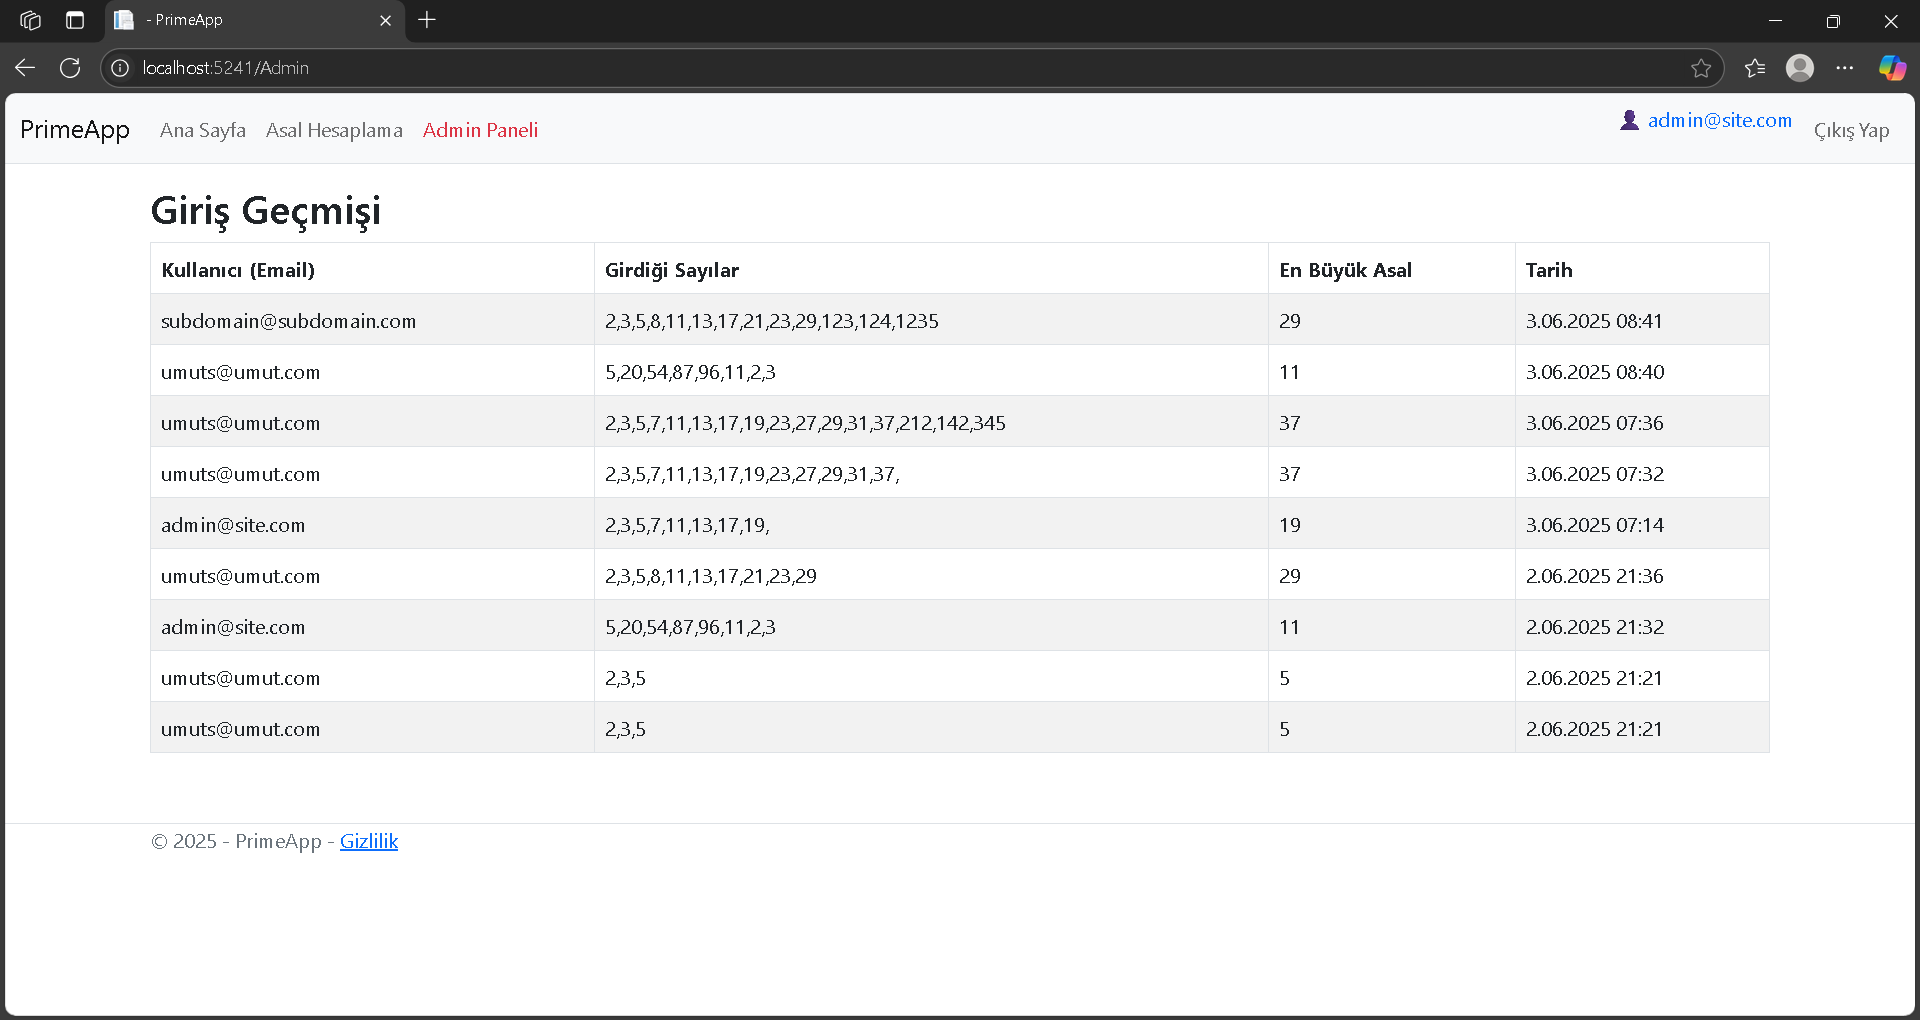 - PrimeApp
localhost:5241/Admin
PrimeApp Ana Sayfa Asal Hesaplama Admin Paneli admin@site.com Çıkış Yap
Giriş Geçmişi
Kullanıcı (Email) Girdiği Sayılar En Büyük Asal Tarih
subdomain@subdomain.com 2,3,5,8,11,13,17,21,23,29,123,124,1235 29 3.06.2025 08:41
umuts@umut.com 5,20,54,87,96,11,2,3 11 3.06.2025 08:40
umuts@umut.com 2,3,5,7,11,13,17,19,23,27,29,31,37,212,142,345 37 3.06.2025 07:36
umuts@umut.com 2,3,5,7,11,13,17,19,23,27,29,31,37, 37 3.06.2025 07:32
admin@site.com 2,3,5,7,11,13,17,19, 19 3.06.2025 07:14
umuts@umut.com 2,3,5,8,11,13,17,21,23,29 29 2.06.2025 21:36
admin@site.com 5,20,54,87,96,11,2,3 11 2.06.2025 21:32
umuts@umut.com 2,3,5 5 2.06.2025 21:21
umuts@umut.com 2,3,5 5 2.06.2025 21:21
© 2025 - PrimeApp - Gizlilik